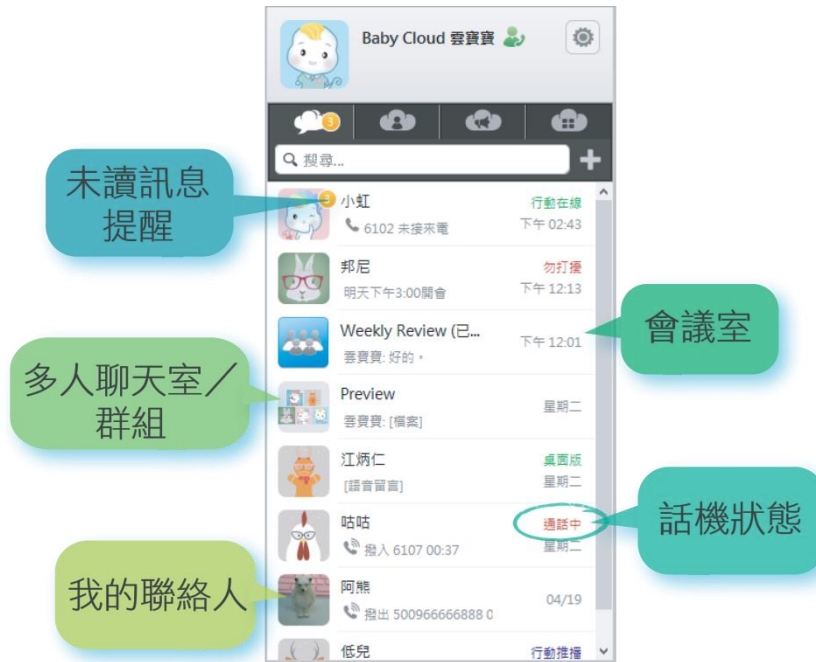 Baby Cloud 雲寶寶
3
搜尋...
未讀訊息
提醒
3
小虹
行動在線
6102 未接來電
下午 02:43
邦尼
勿打擾
明天下午3:00開會
下午 12:13
Weekly Review (已...
下午 12:01
雲寶寶: 好的。
會議室
多人聊天室／
群組
Preview
星期二
雲寶寶: [檔案]
江炳仁
桌面版
[語音留言]
星期二
咕咕
通話中
撥入 6107 00:37
星期二
話機狀態
我的聯絡人
阿熊
04/19
撥出 500966666888 0
低兒
行動推播